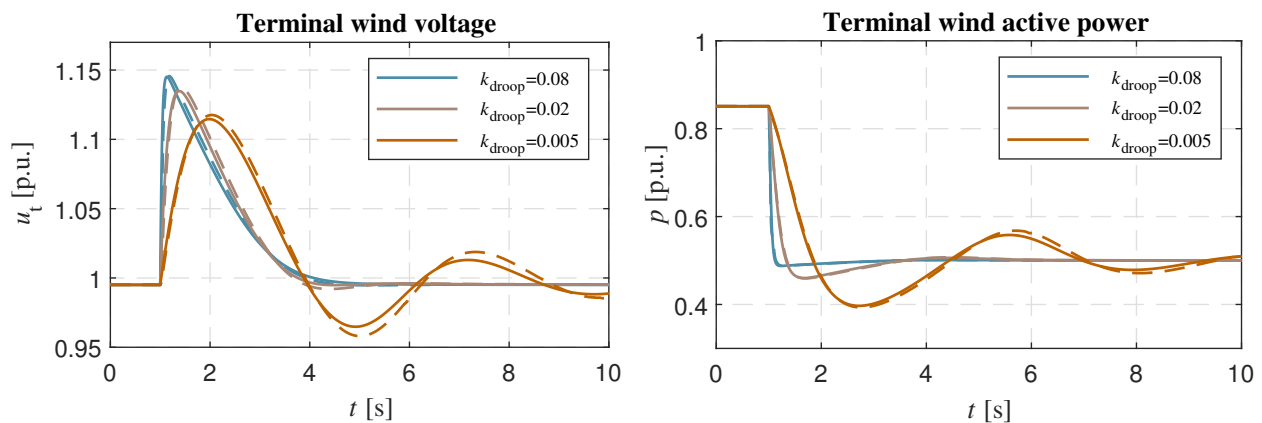 Terminal wind voltage
u_t [p.u.]
1.15
1.1
1.05
1
0.95
k_droop=0.08
k_droop=0.02
k_droop=0.005
0 2 4 6 8 10
t [s]
Terminal wind active power
p [p.u.]
1
0.8
0.6
0.4
k_droop=0.08
k_droop=0.02
k_droop=0.005
0 2 4 6 8 10
t [s]